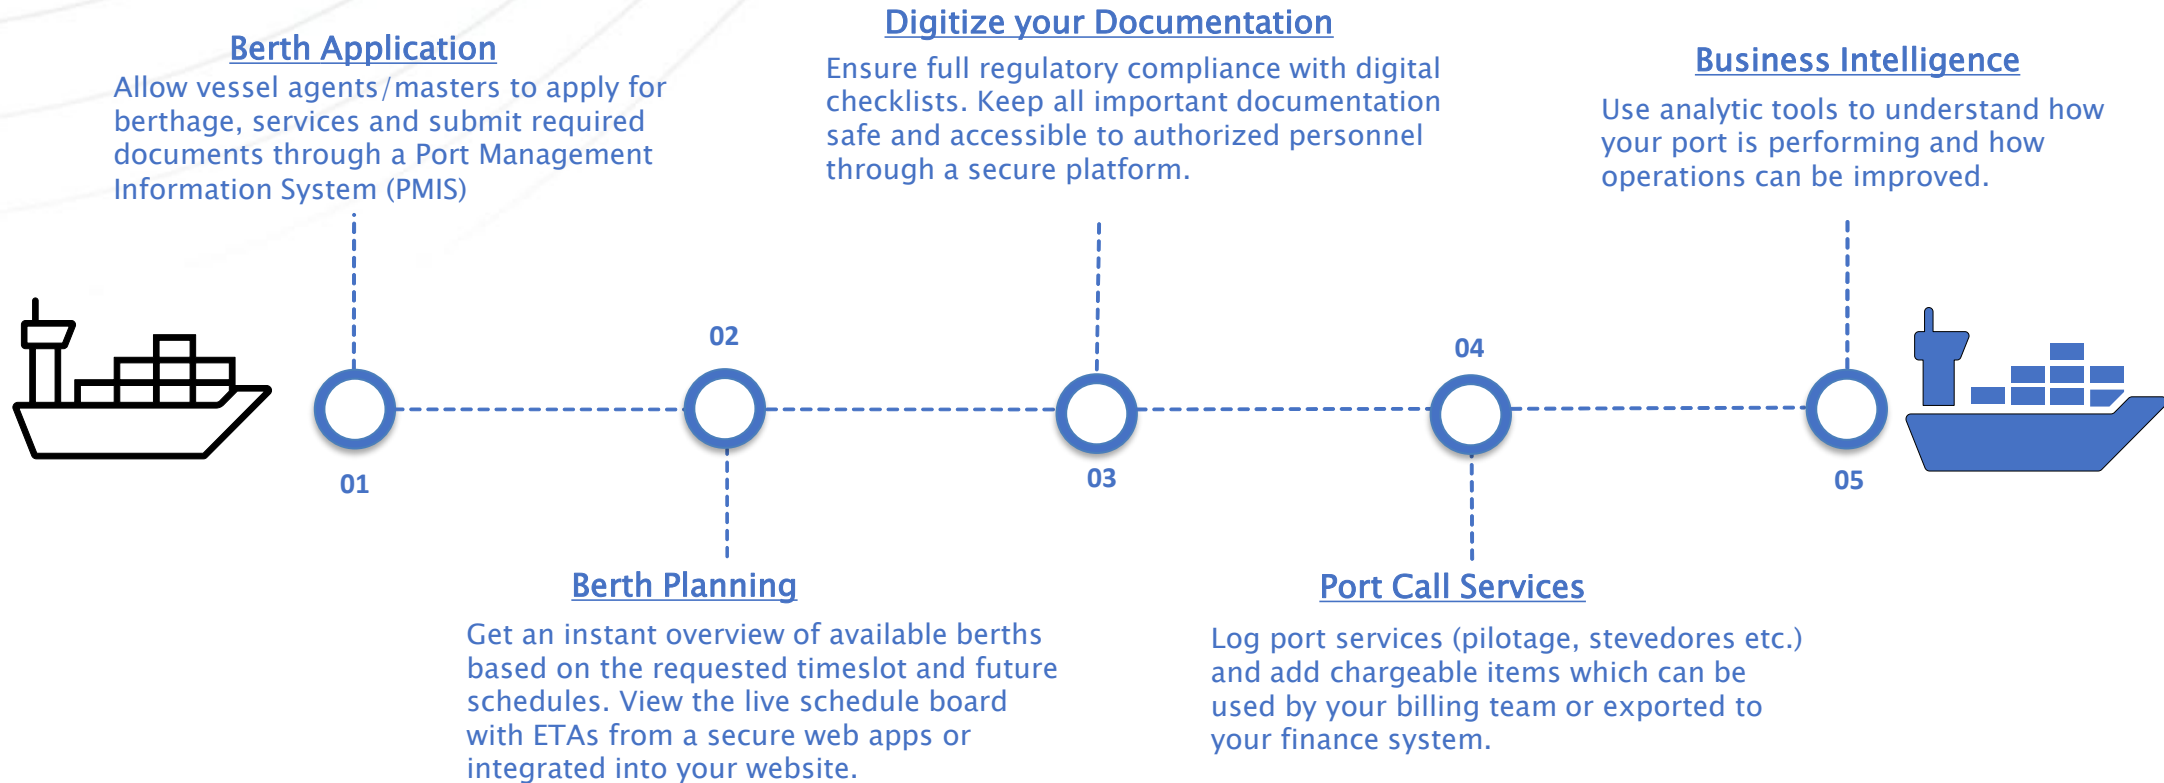 Berth Application
Allow vessel agents/masters to apply for
berthage, services and submit required
documents through a Port Management
Information System (PMIS)
01
02
Berth Planning
Get an instant overview of available berths
based on the requested timeslot and future
schedules. View the live schedule board
with ETAs from a secure web apps or
integrated into your website.
Digitize your Documentation
Ensure full regulatory compliance with digital
checklists. Keep all important documentation
safe and accessible to authorized personnel
through a secure platform.
03
04
Port Call Services
Log port services (pilotage, stevedores etc.)
and add chargeable items which can be
used by your billing team or exported to
your finance system.
Business Intelligence
Use analytic tools to understand how
your port is performing and how
operations can be improved.
05